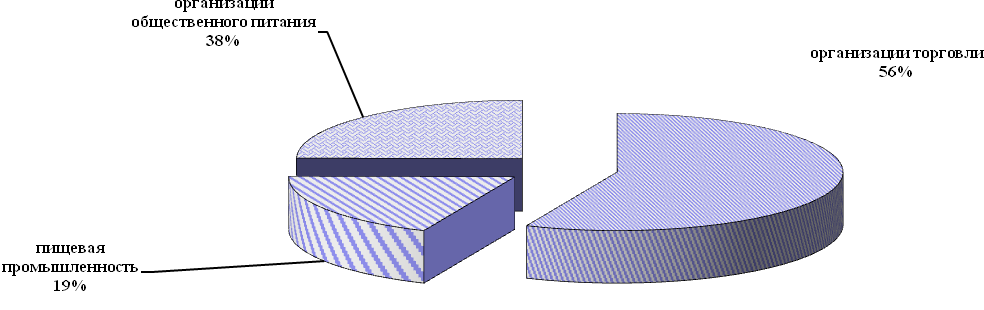 организации
общественного питания
38%
организации торговли
56%
пищевая
промышленность
19%